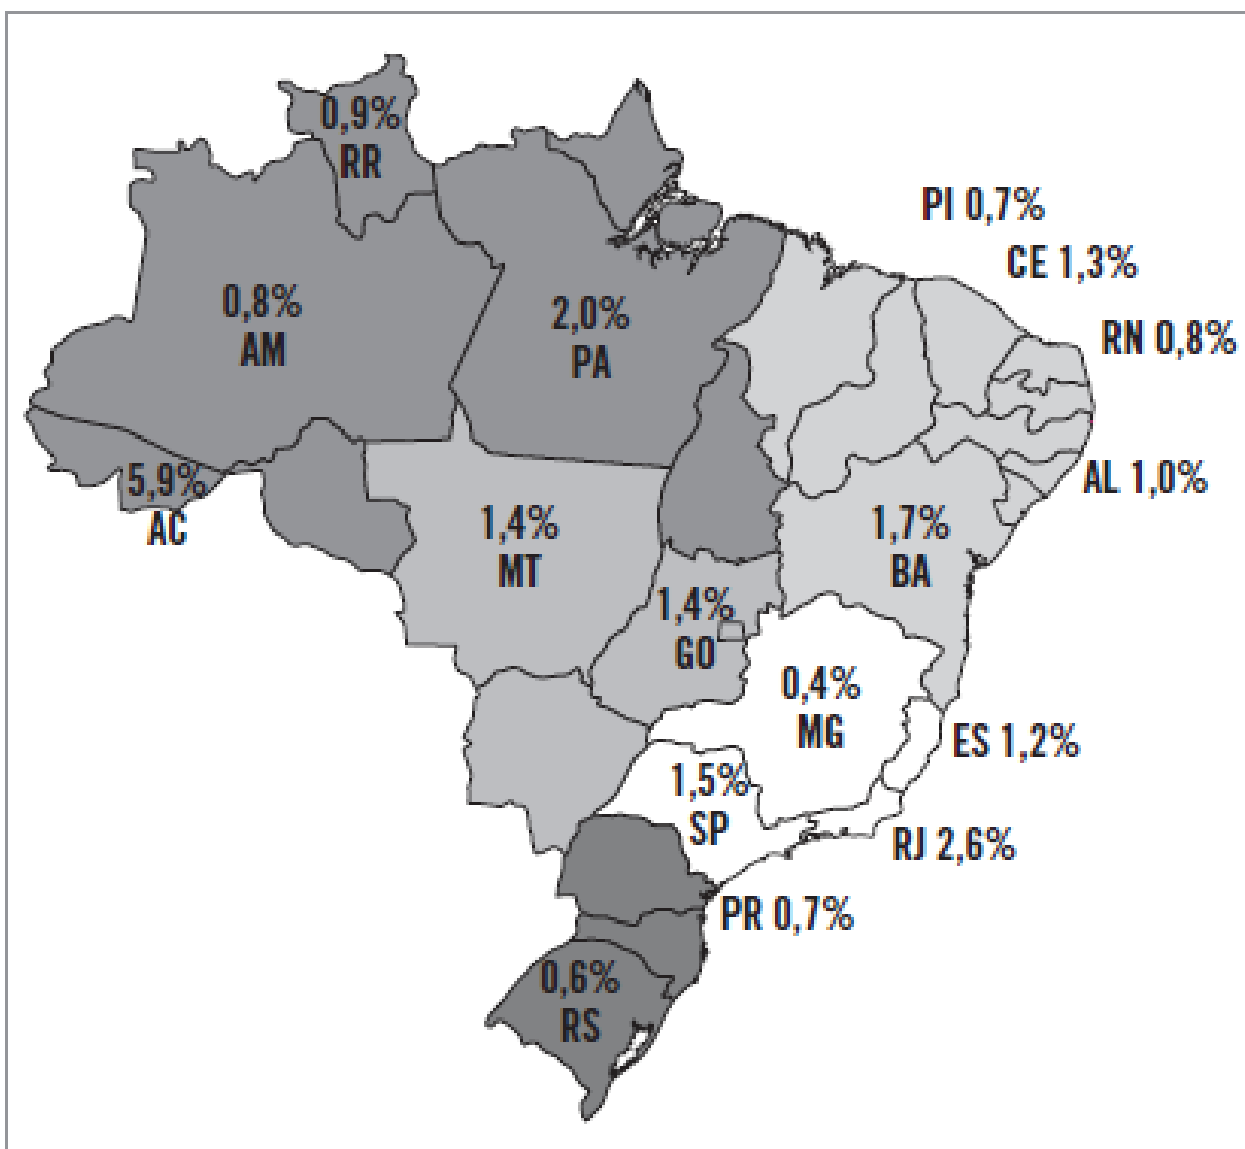 0,9%
RR
PI 0,7%
CE 1,3%
0,8%
AM
2,0%
PA
RN 0,8%
5,9%
AC
AL 1,0%
1,4%
MT
1,7%
BA
1,4%
GO
0,4%
MG
ES 1,2%
1,5%
SP
RJ 2,6%
PR 0,7%
0,6%
RS